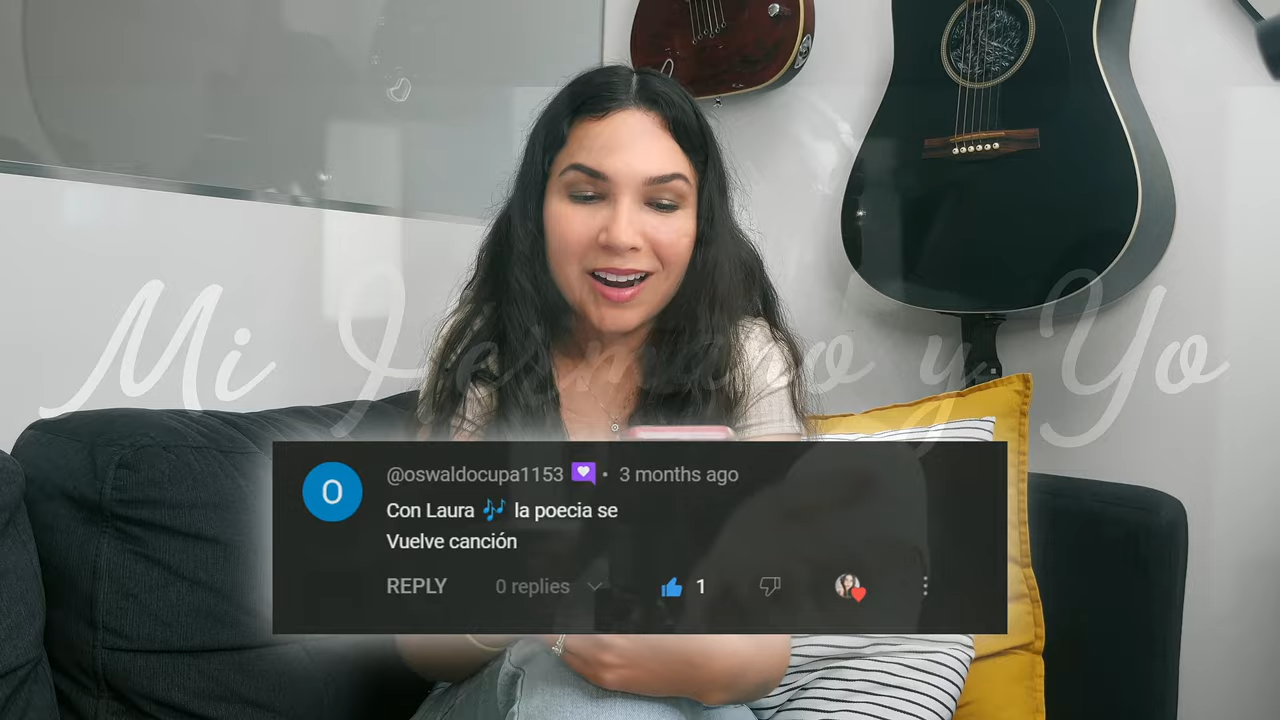 Mi Hermano y Yo
@oswaldocupa1153 • 3 months ago
Con Laura 🎶 la poecia se
Vuelve canción
REPLY 0 replies 1
O